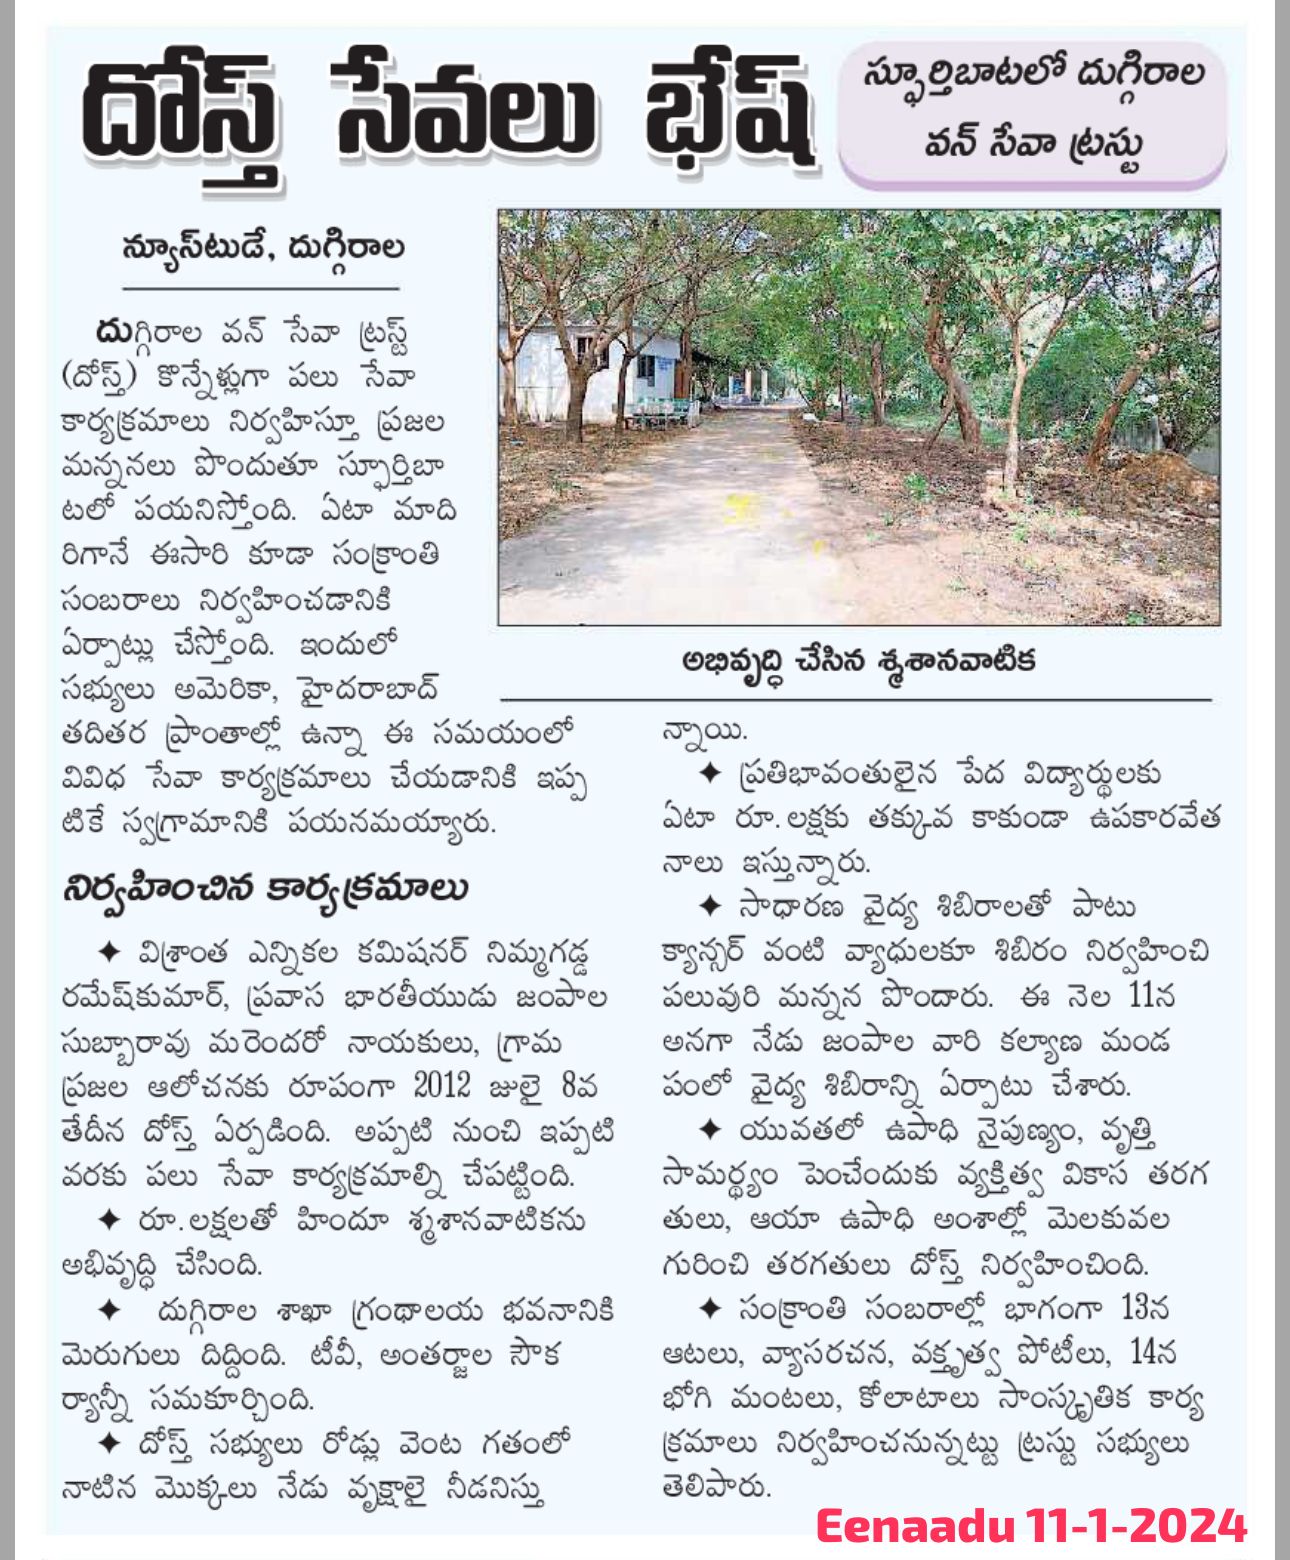 దోస్త్ సేవలు భేష్
స్ఫూర్తిబాటలో దుగ్గిరాల
వన్ సేవా ట్రస్టు
న్యూస్‌టుడే, దుగ్గిరాల
దుగ్గిరాల వన్ సేవా ట్రస్ట్
(దోస్త్) కొన్నేళ్లుగా పలు సేవా
కార్యక్రమాలు నిర్వహిస్తూ ప్రజల
మన్ననలు పొందుతూ స్ఫూర్తిబా
టలో పయనిస్తోంది. ఏటా మాది
రిగానే ఈసారి కూడా సంక్రాంతి
సంబరాలు నిర్వహించడానికి
ఏర్పాట్లు చేస్తోంది. ఇందులో
సభ్యులు అమెరికా, హైదరాబాద్
తదితర ప్రాంతాల్లో ఉన్నా ఈ సమయంలో
వివిధ సేవా కార్యక్రమాలు చేయడానికి ఇప్ప
టికే స్వగ్రామానికి పయనమయ్యారు.
నిర్వహించిన కార్యక్రమాలు
✦ విశ్రాంత ఎన్నికల కమిషనర్ నిమ్మగడ్డ
రమేష్‌కుమార్, ప్రవాస భారతీయుడు జంపాల
సుబ్బారావు మరెందరో నాయకులు, గ్రామ
ప్రజల ఆలోచనకు రూపంగా 2012 జులై 8వ
తేదీన దోస్త్ ఏర్పడింది. అప్పటి నుంచి ఇప్పటి
వరకు పలు సేవా కార్యక్రమాల్ని చేపట్టింది.
✦ రూ.లక్షలతో హిందూ శ్మశానవాటికను
అభివృద్ధి చేసింది.
✦ దుగ్గిరాల శాఖా గ్రంథాలయ భవనానికి
మెరుగులు దిద్దింది. టీవీ, అంతర్జాల సౌక
ర్యాన్నీ సమకూర్చింది.
✦ దోస్త్ సభ్యులు రోడ్లు వెంట గతంలో
నాటిన మొక్కలు నేడు వృక్షాలై నీడనిస్తు
అభివృద్ధి చేసిన శ్మశానవాటిక
న్నాయి.
✦ ప్రతిభావంతులైన పేద విద్యార్థులకు
ఏటా రూ.లక్షకు తక్కువ కాకుండా ఉపకారవేత
నాలు ఇస్తున్నారు.
✦ సాధారణ వైద్య శిబిరాలతో పాటు
క్యాన్సర్ వంటి వ్యాధులకూ శిబిరం నిర్వహించి
పలువురి మన్నన పొందారు. ఈ నెల 11న
అనగా నేడు జంపాల వారి కల్యాణ మండ
పంలో వైద్య శిబిరాన్ని ఏర్పాటు చేశారు.
✦ యువతలో ఉపాధి నైపుణ్యం, వృత్తి
సామర్థ్యం పెంచేందుకు వ్యక్తిత్వ వికాస తరగ
తులు, ఆయా ఉపాధి అంశాల్లో మెలకువల
గురించి తరగతులు దోస్త్ నిర్వహించింది.
✦ సంక్రాంతి సంబరాల్లో భాగంగా 13న
ఆటలు, వ్యాసరచన, వక్తృత్వ పోటీలు, 14న
భోగి మంటలు, కోలాటాలు సాంస్కృతిక కార్య
క్రమాలు నిర్వహించనున్నట్టు ట్రస్టు సభ్యులు
తెలిపారు.
Eenaadu 11-1-2024